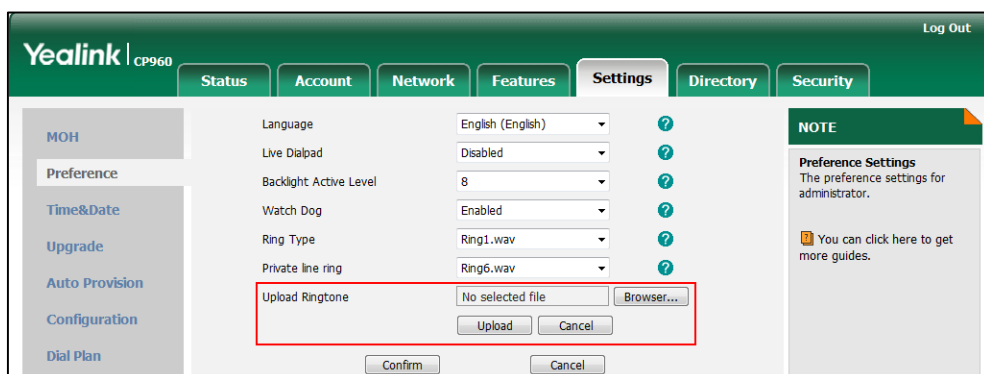 Log Out
Yealink CP960
Status Account Network Features Settings Directory Security
MOH
Preference
Time&Date
Upgrade
Auto Provision
Configuration
Dial Plan
Language English (English) ?
Live Dialpad Disabled ?
Backlight Active Level 8 ?
Watch Dog Enabled ?
Ring Type Ring1.wav ?
Private line ring Ring6.wav ?
Upload Ringtone No selected file Browser...
Upload Cancel
Confirm Cancel
NOTE
Preference Settings
The preference settings for
administrator.
? You can click here to get
more guides.